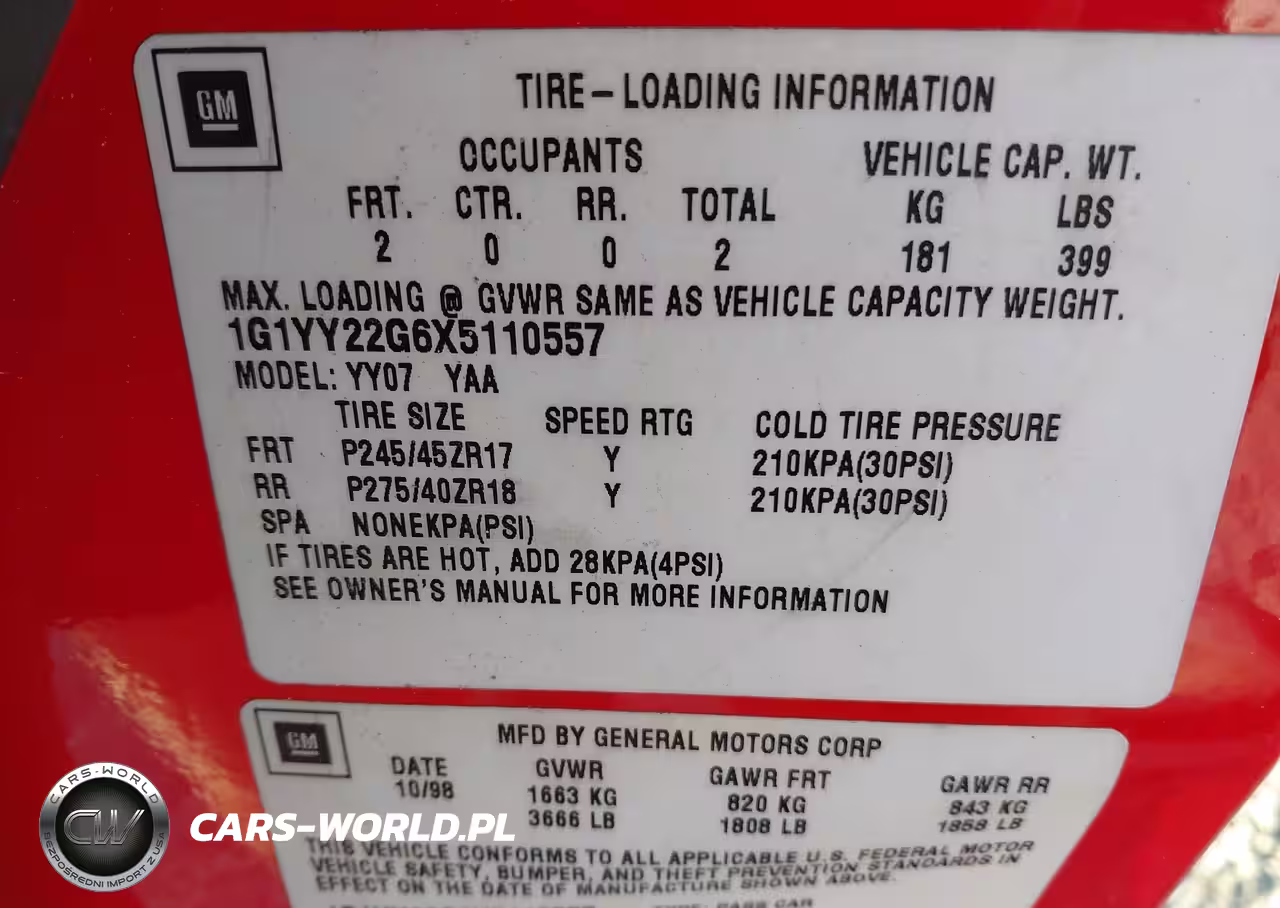 GM
TIRE-LOADING INFORMATION
OCCUPANTS VEHICLE CAP. WT.
FRT. CTR. RR. TOTAL KG LBS
2 0 0 2 181 399
MAX. LOADING @ GVWR SAME AS VEHICLE CAPACITY WEIGHT.
1G1YY22G6X5110557
MODEL: YY07 YAA
TIRE SIZE SPEED RTG COLD TIRE PRESSURE
FRT P245/45ZR17 Y 210KPA(30PSI)
RR P275/40ZR18 Y 210KPA(30PSI)
SPA NONEKPA(PSI)
IF TIRES ARE HOT, ADD 28KPA(4PSI)
SEE OWNER'S MANUAL FOR MORE INFORMATION
GM
MFD BY GENERAL MOTORS CORP
DATE GVWR GAWR FRT GAWR RR
10/98 1663 KG 820 KG 843 KG
3666 LB 1808 LB 1858 LB
THIS VEHICLE CONFORMS TO ALL APPLICABLE U.S. FEDERAL MOTOR
VEHICLE SAFETY, BUMPER, AND THEFT PREVENTION STANDARDS IN
EFFECT ON THE DATE OF MANUFACTURE SHOWN ABOVE.
TYPE: PASS CAR
CARS-WORLD
CW
BEZPOŚREDNI IMPORT Z USA
CARS-WORLD.PL